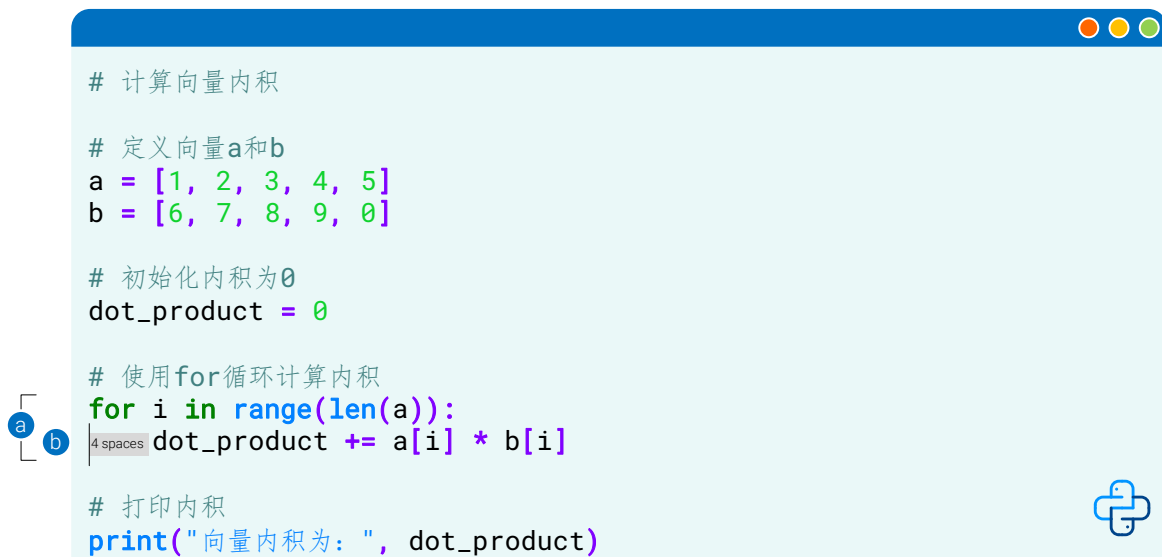 # 计算向量内积
# 定义向量a和b
a = [1, 2, 3, 4, 5]
b = [6, 7, 8, 9, 0]
# 初始化内积为0
dot_product = 0
# 使用for循环计算内积
a
for i in range(len(a)):
b
4 spaces dot_product += a[i] * b[i]
# 打印内积
print("向量内积为: ", dot_product)